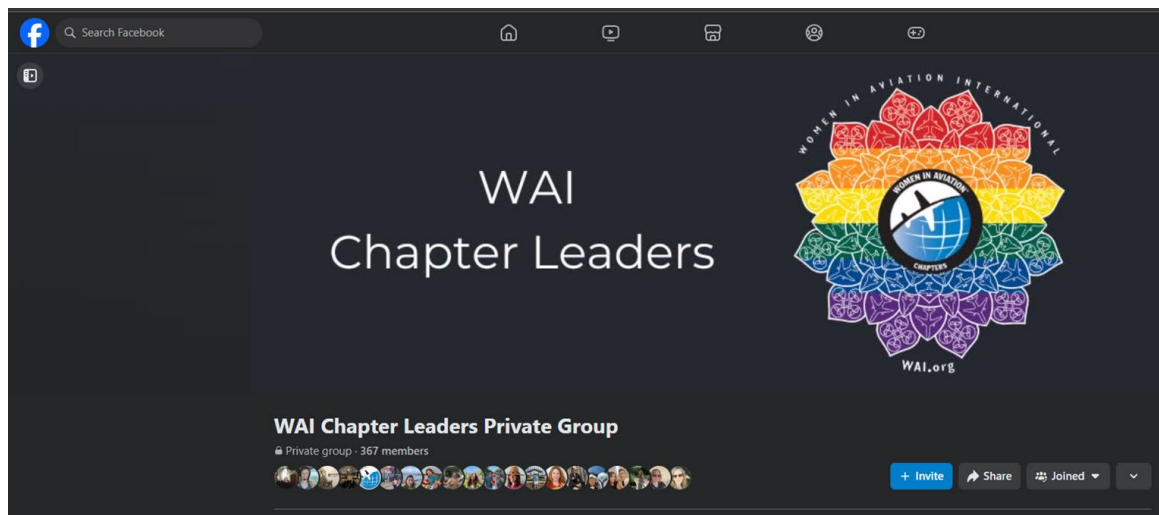 Search Facebook
WOMEN IN AVIATION INTERNATIONAL
WAI
Chapter Leaders
WOMEN IN AVIATION
CHAPTERS
WAI.org
WAI Chapter Leaders Private Group
Private group · 367 members
+ Invite
Share
Joined